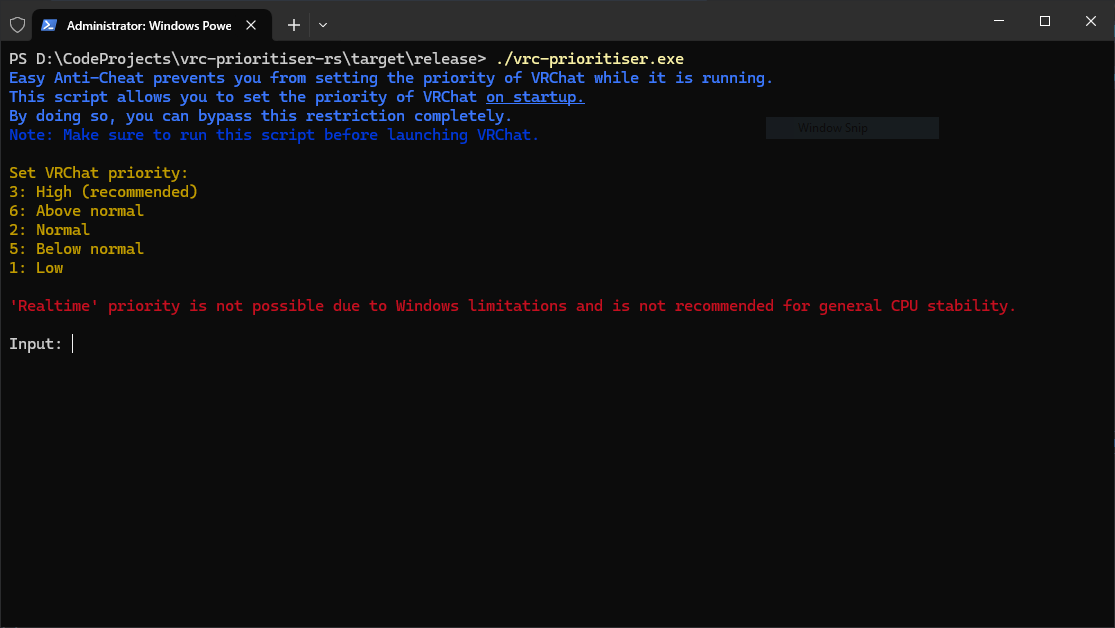 Administrator: Windows Powe
PS D:\CodeProjects\vrc-prioritiser-rs\target\release> ./vrc-prioritiser.exe
Easy Anti-Cheat prevents you from setting the priority of VRChat while it is running.
This script allows you to set the priority of VRChat on startup.
By doing so, you can bypass this restriction completely.
Note: Make sure to run this script before launching VRChat.
Window Snip
Set VRChat priority:
3: High (recommended)
6: Above normal
2: Normal
5: Below normal
1: Low
'Realtime' priority is not possible due to Windows limitations and is not recommended for general CPU stability.
Input: